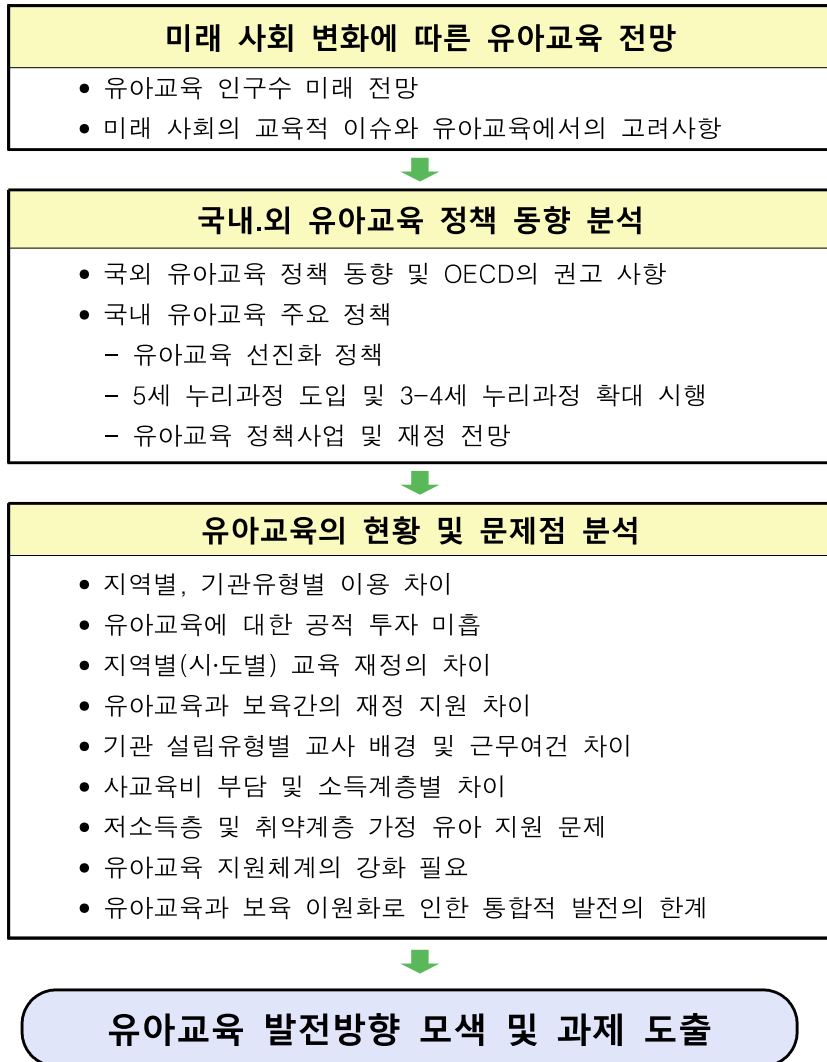 미래 사회 변화에 따른 유아교육 전망
• 유아교육 인구수 미래 전망
• 미래 사회의 교육적 이슈와 유아교육에서의 고려사항
국내.외 유아교육 정책 동향 분석
• 국외 유아교육 정책 동향 및 OECD의 권고 사항
• 국내 유아교육 주요 정책
- 유아교육 선진화 정책
- 5세 누리과정 도입 및 3-4세 누리과정 확대 시행
- 유아교육 정책사업 및 재정 전망
유아교육의 현황 및 문제점 분석
• 지역별, 기관유형별 이용 차이
• 유아교육에 대한 공적 투자 미흡
• 지역별(시·도별) 교육 재정의 차이
• 유아교육과 보육간의 재정 지원 차이
• 기관 설립유형별 교사 배경 및 근무여건 차이
• 사교육비 부담 및 소득계층별 차이
• 저소득층 및 취약계층 가정 유아 지원 문제
• 유아교육 지원체계의 강화 필요
• 유아교육과 보육 이원화로 인한 통합적 발전의 한계
유아교육 발전방향 모색 및 과제 도출